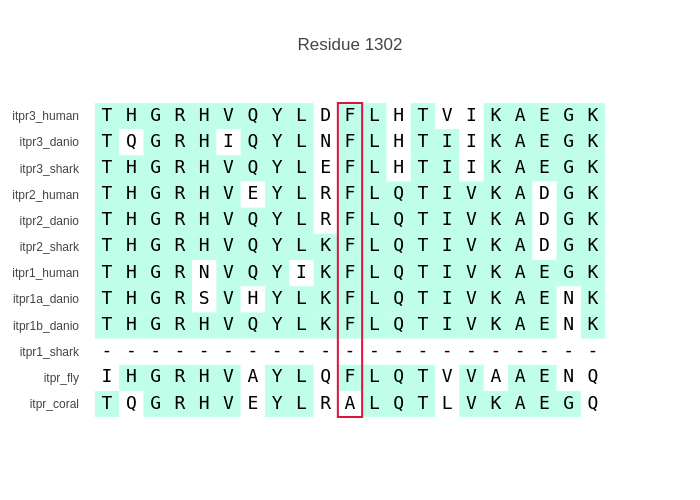 Residue 1302
itpr3_human T H G R H V Q Y L D F L H T V I K A E G K
itpr3_danio T Q G R H I Q Y L N F L H T I I K A E G K
itpr3_shark T H G R H V Q Y L E F L H T I I K A E G K
itpr2_human T H G R H V E Y L R F L Q T I V K A D G K
itpr2_danio T H G R H V Q Y L R F L Q T I V K A D G K
itpr2_shark T H G R H V Q Y L K F L Q T I V K A D G K
itpr1_human T H G R N V Q Y I K F L Q T I V K A E G K
itpr1a_danio T H G R S V H Y L K F L Q T I V K A E N K
itpr1b_danio T H G R H V Q Y L K F L Q T I V K A E N K
itpr1_shark - - - - - - - - - - - - - - - - - - - - -
itpr_fly I H G R H V A Y L Q F L Q T V V A A E N Q
itpr_coral T Q G R H V E Y L R A L Q T L V K A E G Q